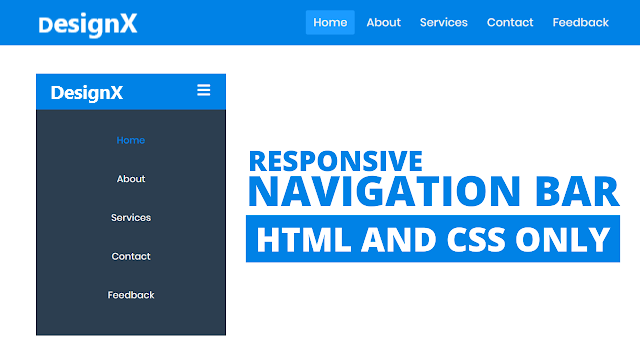 DesignX
Home About Services Contact Feedback
DesignX
Home
About
Services
Contact
Feedback
RESPONSIVE
NAVIGATION BAR
HTML AND CSS ONLY